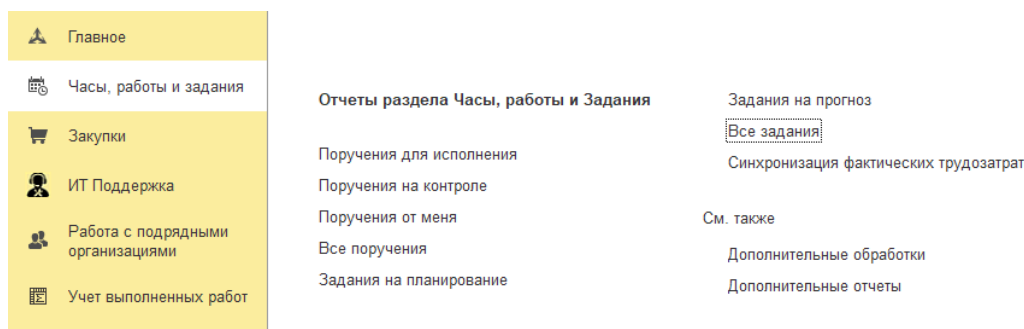 Главное
Часы, работы и задания
Закупки
ИТ Поддержка
Работа с подрядными
организациями
Учет выполненных работ
Отчеты раздела Часы, работы и Задания
Поручения для исполнения
Поручения на контроле
Поручения от меня
Все поручения
Задания на планирование
Задания на прогноз
Все задания
Синхронизация фактических трудозатрат
См. также
Дополнительные обработки
Дополнительные отчеты